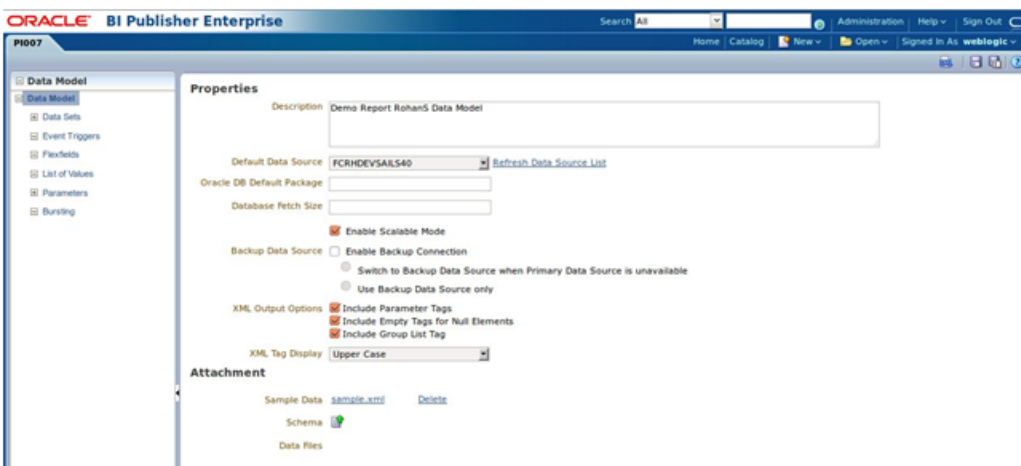 ORACLE BI Publisher Enterprise
Search All
Administration Help Sign Out
PI007
Home Catalog New Open Signed In As weblogic
Data Model
Data Model
Data Sets
Event Triggers
Flexfields
List of Values
Parameters
Bursting
Properties
Description Demo Report RohanS Data Model
Default Data Source FCRHDEVSAILS40 Refresh Data Source List
Oracle DB Default Package
Database Fetch Size
Enable Scalable Mode
Backup Data Source Enable Backup Connection
Switch to Backup Data Source when Primary Data Source is unavailable
Use Backup Data Source only
XML Output Options Include Parameter Tags
Include Empty Tags for Null Elements
Include Group List Tag
XML Tag Display Upper Case
Attachment
Sample Data sample.xml Delete
Schema
Data Files